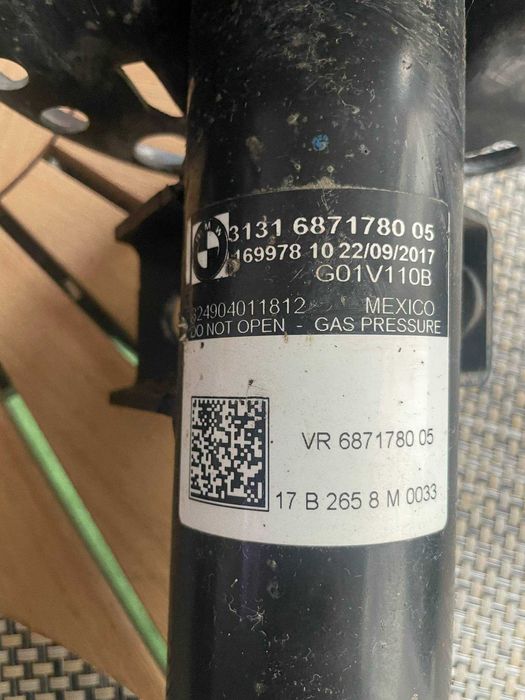 BMW
3131 6871780 05
169978 10 22/09/2017
G01V110B
824904011812 MEXICO
DO NOT OPEN - GAS PRESSURE
VR 6871780 05
17 B 265 8 M 0033